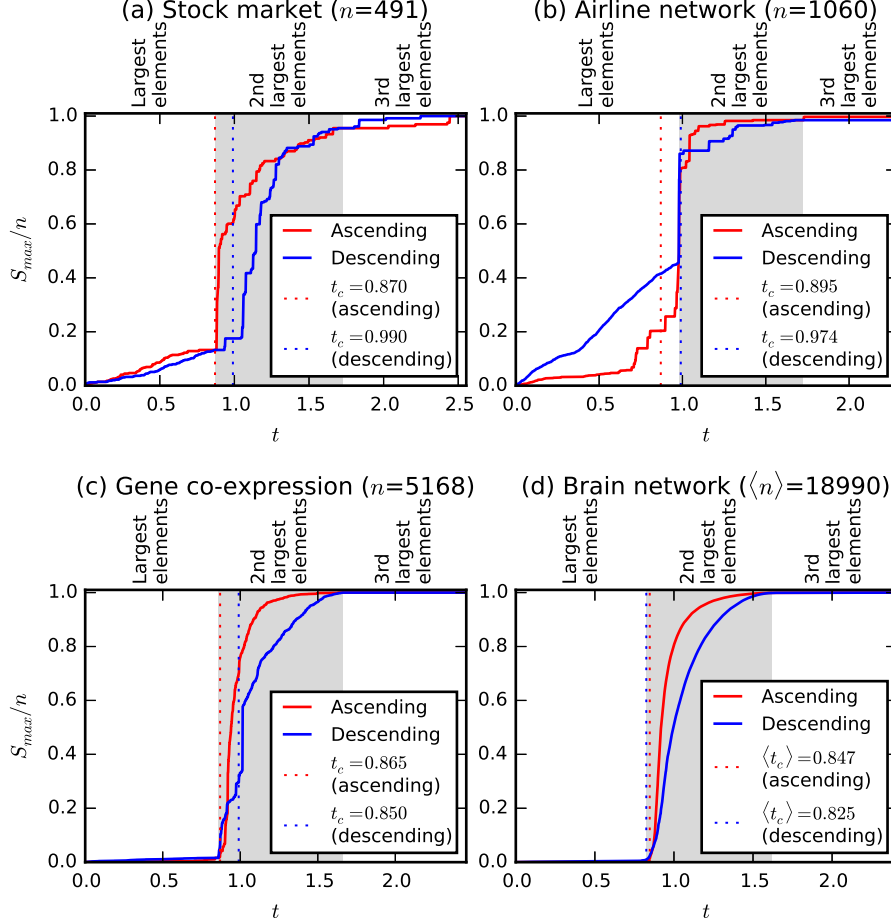 (a) Stock market (n=491)
Largest
elements
2nd
largest
elements
3rd
largest
elements
1.0
0.8
0.6
0.4
0.2
0.0
S_max/n
Ascending
Descending
t_c=0.870
(ascending)
t_c=0.990
(descending)
0.0 0.5 1.0 1.5 2.0 2.5
t
(b) Airline network (n=1060)
Largest
elements
2nd
largest
elements
3rd
largest
elements
1.0
0.8
0.6
0.4
0.2
0.0
Ascending
Descending
t_c=0.895
(ascending)
t_c=0.974
(descending)
0.0 0.5 1.0 1.5 2.0
t
(c) Gene co-expression (n=5168)
Largest
elements
2nd
largest
elements
3rd
largest
elements
1.0
0.8
0.6
0.4
0.2
0.0
S_max/n
Ascending
Descending
t_c=0.865
(ascending)
t_c=0.850
(descending)
0.0 0.5 1.0 1.5 2.0
t
(d) Brain network (⟨n⟩=18990)
Largest
elements
2nd
largest
elements
3rd
largest
elements
1.0
0.8
0.6
0.4
0.2
0.0
Ascending
Descending
⟨t_c⟩=0.847
(ascending)
⟨t_c⟩=0.825
(descending)
0.0 0.5 1.0 1.5 2.0
t